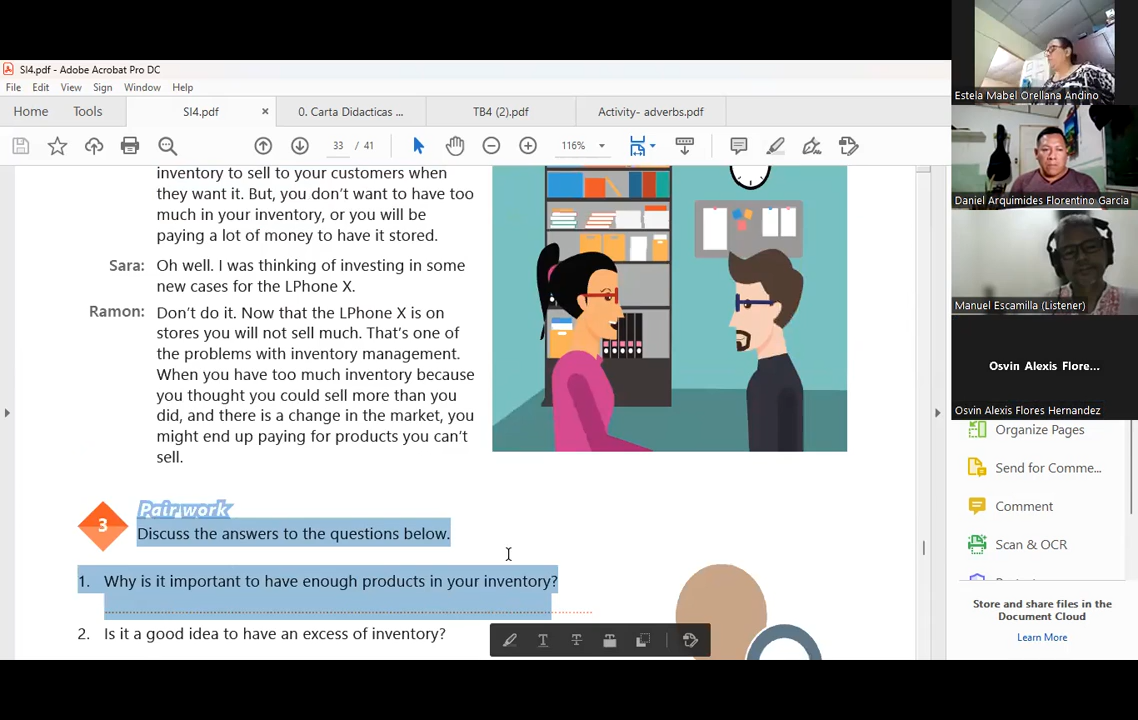 SI4.pdf - Adobe Acrobat Pro DC
File Edit View Sign Window Help
Home Tools SI4.pdf × 0. Carta Didacticas ... TB4 (2).pdf Activity- adverbs.pdf
33 / 41 116%
inventory to sell to your customers when
they want it. But, you don't want to have too
much in your inventory, or you will be
paying a lot of money to have it stored.
Sara: Oh well. I was thinking of investing in some
new cases for the LPhone X.
Ramon: Don't do it. Now that the LPhone X is on
stores you will not sell much. That's one of
the problems with inventory management.
When you have too much inventory because
you thought you could sell more than you
did, and there is a change in the market, you
might end up paying for products you can't
sell.
3 Pair work
Discuss the answers to the questions below.
1. Why is it important to have enough products in your inventory?
2. Is it a good idea to have an excess of inventory?
Estela Mabel Orellana Andino
Daniel Arquimides Florentino Garcia
Manuel Escamilla (Listener)
Osvin Alexis Flore...
Osvin Alexis Flores Hernandez
Organize Pages
Send for Comme...
Comment
Scan & OCR
Store and share files in the
Document Cloud
Learn More